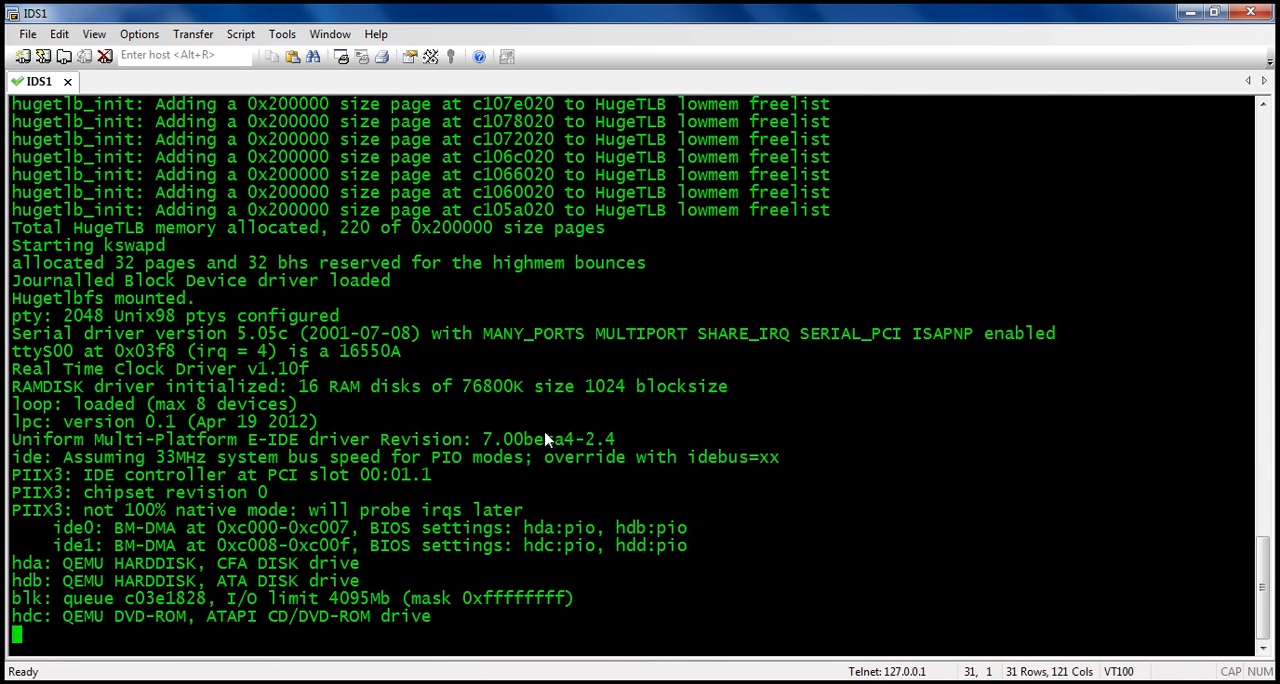 IDS1
File Edit View Options Transfer Script Tools Window Help
Enter host <Alt+R>
IDS1
hugetlb_init: Adding a 0x200000 size page at c107e020 to HugeTLB lowmem freelist
hugetlb_init: Adding a 0x200000 size page at c1078020 to HugeTLB lowmem freelist
hugetlb_init: Adding a 0x200000 size page at c1072020 to HugeTLB lowmem freelist
hugetlb_init: Adding a 0x200000 size page at c106c020 to HugeTLB lowmem freelist
hugetlb_init: Adding a 0x200000 size page at c1066020 to HugeTLB lowmem freelist
hugetlb_init: Adding a 0x200000 size page at c1060020 to HugeTLB lowmem freelist
hugetlb_init: Adding a 0x200000 size page at c105a020 to HugeTLB lowmem freelist
Total HugeTLB memory allocated, 220 of 0x200000 size pages
Starting kswapd
allocated 32 pages and 32 bhs reserved for the highmem bounces
Journalled Block Device driver loaded
Hugetlbfs mounted.
pty: 2048 Unix98 ptys configured
Serial driver version 5.05c (2001-07-08) with MANY_PORTS MULTIPORT SHARE_IRQ SERIAL_PCI ISAPNP enabled
ttyS00 at 0x03f8 (irq = 4) is a 16550A
Real Time Clock Driver v1.10f
RAMDISK driver initialized: 16 RAM disks of 76800K size 1024 blocksize
loop: loaded (max 8 devices)
lpc: version 0.1 (Apr 19 2012)
Uniform Multi-Platform E-IDE driver Revision: 7.00beta4-2.4
ide: Assuming 33MHz system bus speed for PIO modes; override with idebus=xx
PIIX3: IDE controller at PCI slot 00:01.1
PIIX3: chipset revision 0
PIIX3: not 100% native mode: will probe irqs later
ide0: BM-DMA at 0xc000-0xc007, BIOS settings: hda:pio, hdb:pio
ide1: BM-DMA at 0xc008-0xc00f, BIOS settings: hdc:pio, hdd:pio
hda: QEMU HARDDISK, CFA DISK drive
hdb: QEMU HARDDISK, ATA DISK drive
blk: queue c03e1828, I/O limit 4095Mb (mask 0xffffffff)
hdc: QEMU DVD-ROM, ATAPI CD/DVD-ROM drive
Ready Telnet: 127.0.0.1 31, 1 31 Rows, 121 Cols VT100 CAP NUM